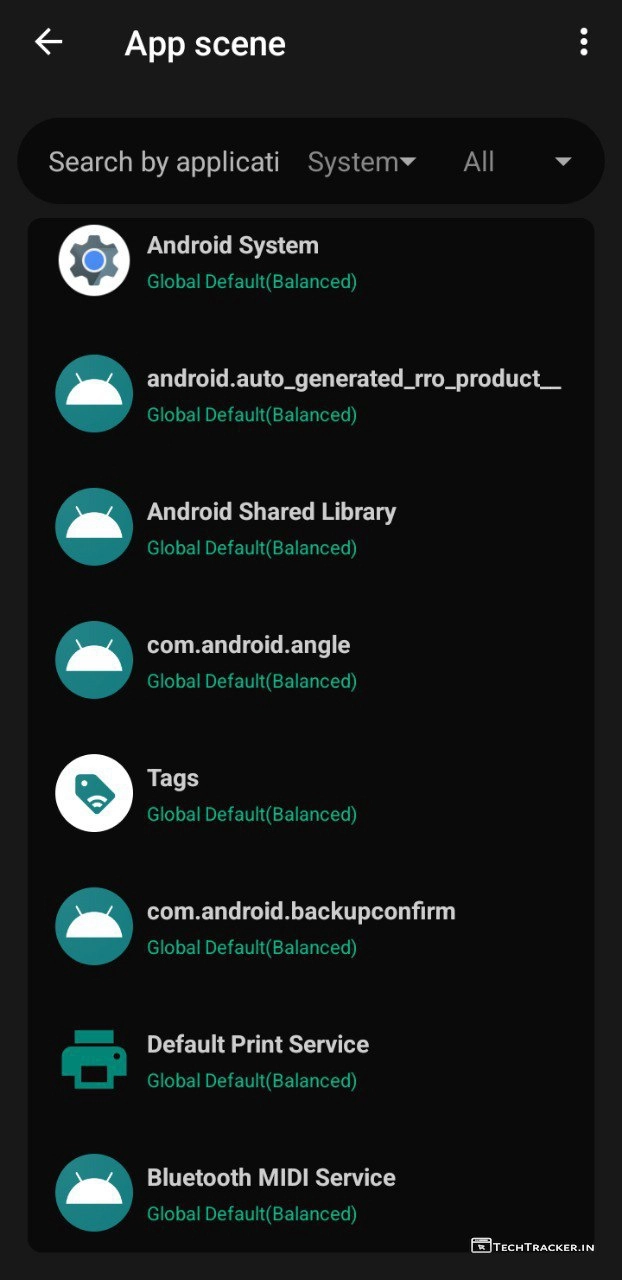 App scene
Search by applicati System All
Android System
Global Default(Balanced)
android.auto_generated_rro_product__
Global Default(Balanced)
Android Shared Library
Global Default(Balanced)
com.android.angle
Global Default(Balanced)
Tags
Global Default(Balanced)
com.android.backupconfirm
Global Default(Balanced)
Default Print Service
Global Default(Balanced)
Bluetooth MIDI Service
Global Default(Balanced)
TechTracker.in